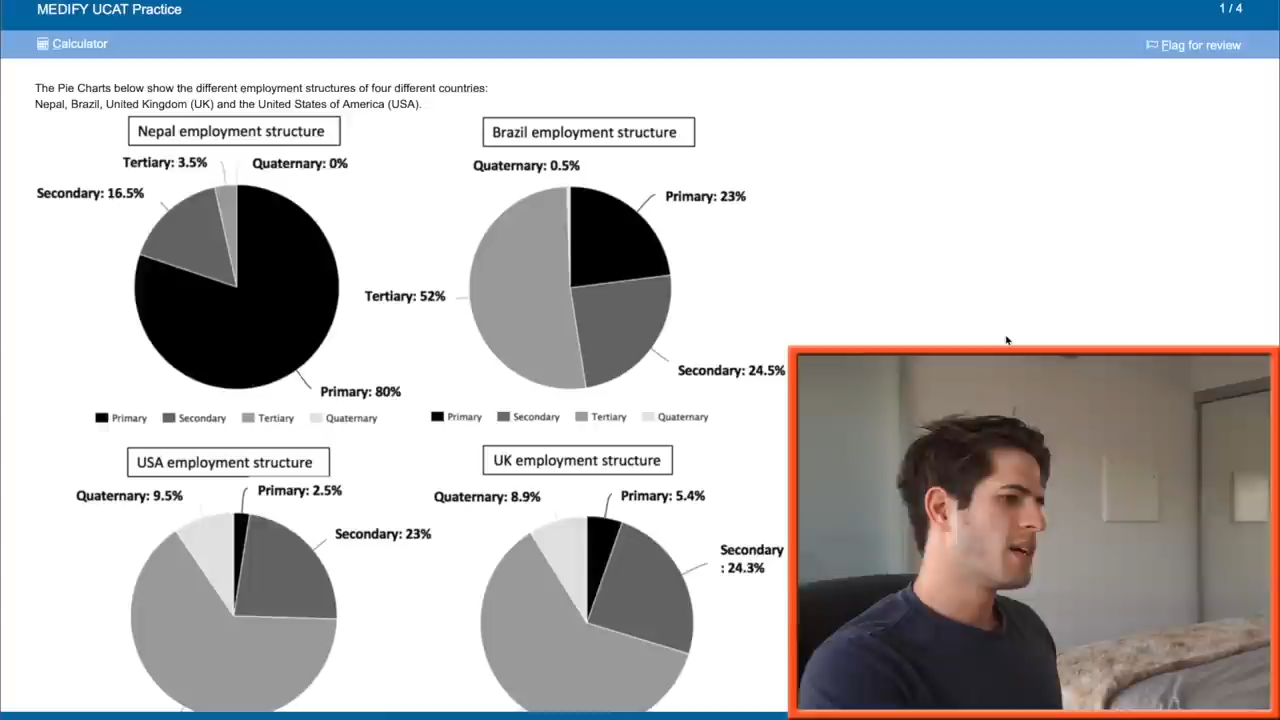 MEDIFY UCAT Practice
1 / 4
Calculator
Flag for review
The Pie Charts below show the different employment structures of four different countries:
Nepal, Brazil, United Kingdom (UK) and the United States of America (USA).
Nepal employment structure
Tertiary: 3.5%
Quaternary: 0%
Secondary: 16.5%
Primary: 80%
Primary Secondary Tertiary Quaternary
Brazil employment structure
Quaternary: 0.5%
Primary: 23%
Tertiary: 52%
Secondary: 24.5%
Primary Secondary Tertiary Quaternary
USA employment structure
Quaternary: 9.5%
Primary: 2.5%
Secondary: 23%
UK employment structure
Quaternary: 8.9%
Primary: 5.4%
Secondary
: 24.3%